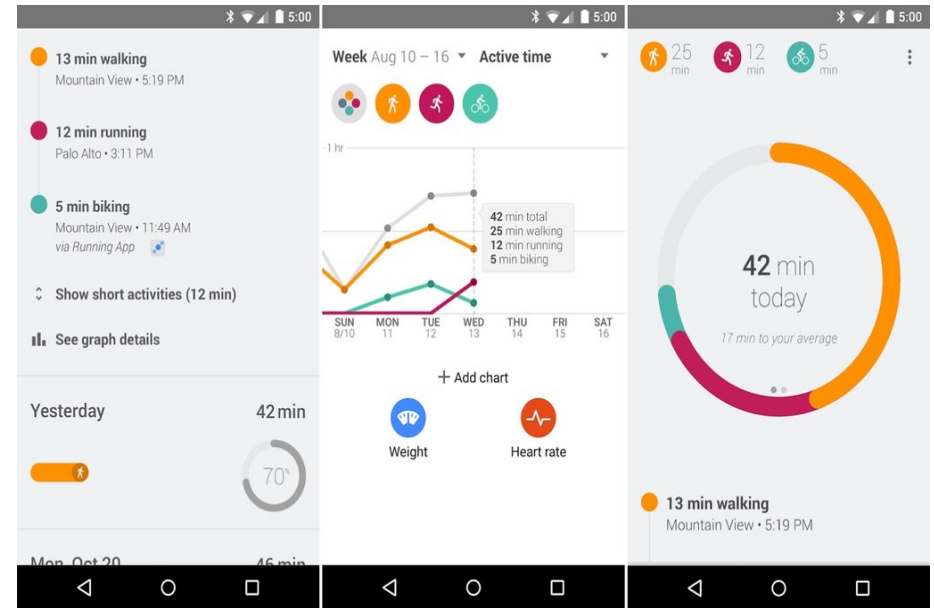 5:00
13 min walking
Mountain View • 5:19 PM
12 min running
Palo Alto • 3:11 PM
5 min biking
Mountain View • 11:49 AM
via Running App
Show short activities (12 min)
See graph details
Yesterday 42 min
70%
Mon, Oct 20 46 min
5:00
Week Aug 10 – 16 Active time
1 hr
42 min total
25 min walking
12 min running
5 min biking
SUN MON TUE WED THU FRI SAT
8/10 11 12 13 14 15 16
+ Add chart
Weight Heart rate
5:00
25 min 12 min 5 min
42 min
today
17 min to your average
13 min walking
Mountain View • 5:19 PM